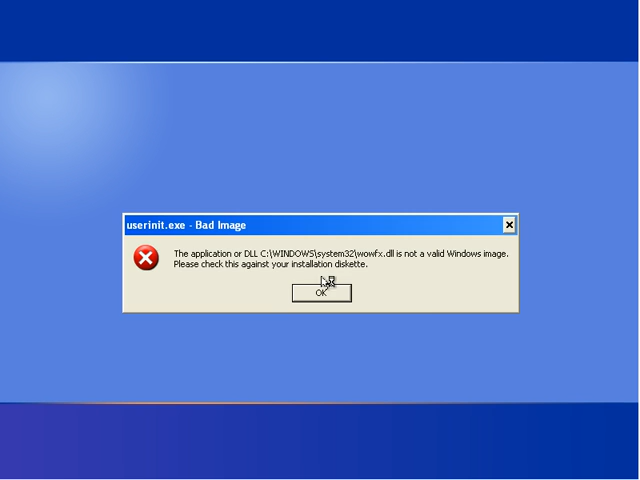 userinit.exe - Bad Image
The application or DLL C:\WINDOWS\system32\wowfx.dll is not a valid Windows image.
Please check this against your installation diskette.
OK